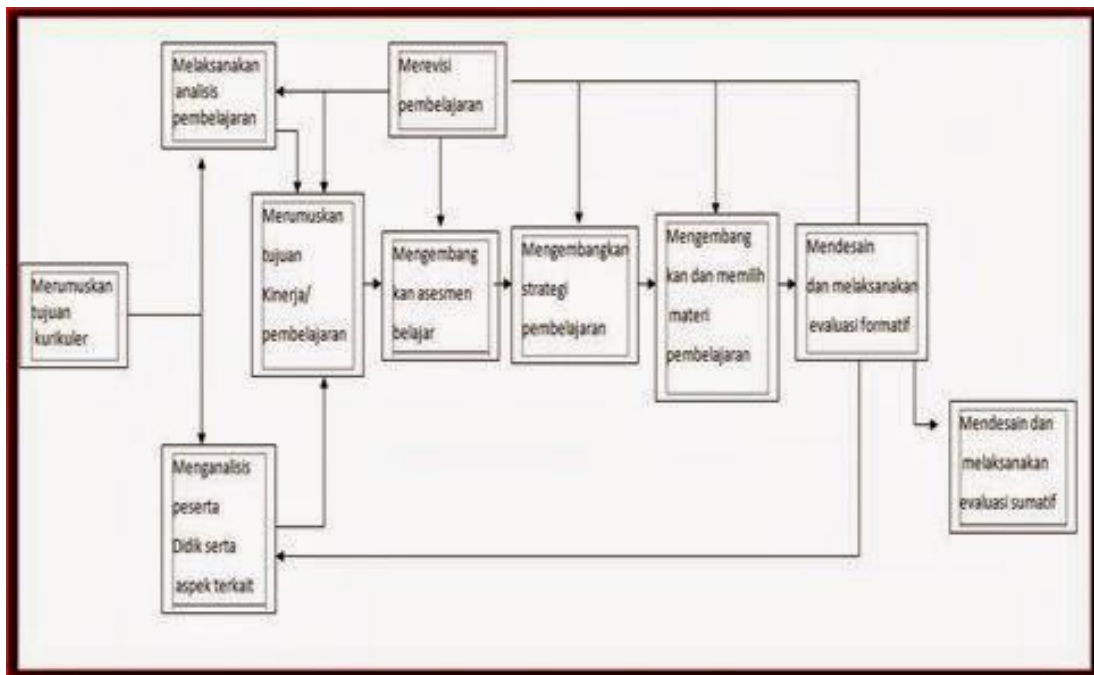 Melaksanakan
analisis
pembelajaran
Merevisi
pembelajaran
Merumuskan
tujuan
kurikuler
Merumuskan
tujuan
Kinerja/
pembelajaran
Mengembang
kan asesmen
belajar
Mengembangkan
strategi
pembelajaran
Mengembang
kan dan memilih
materi
pembelajaran
Mendesain
dan melaksanakan
evaluasi formatif
Menganalisis
peserta
Didik serta
aspek terkait
Mendesain dan
melaksanakan
evaluasi sumatif